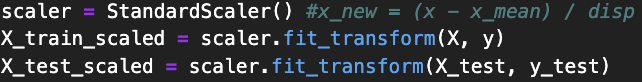 scaler = StandardScaler() #x_new = (x - x_mean) / disp
X_train_scaled = scaler.fit_transform(X, y)
X_test_scaled = scaler.fit_transform(X_test, y_test)